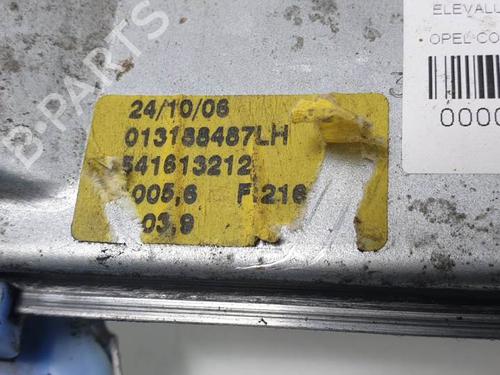 B-PARTS
24/10/06
013188487LH
541613212
005,6 F:216
03,9
ELEVALU
OPEL CO
0000